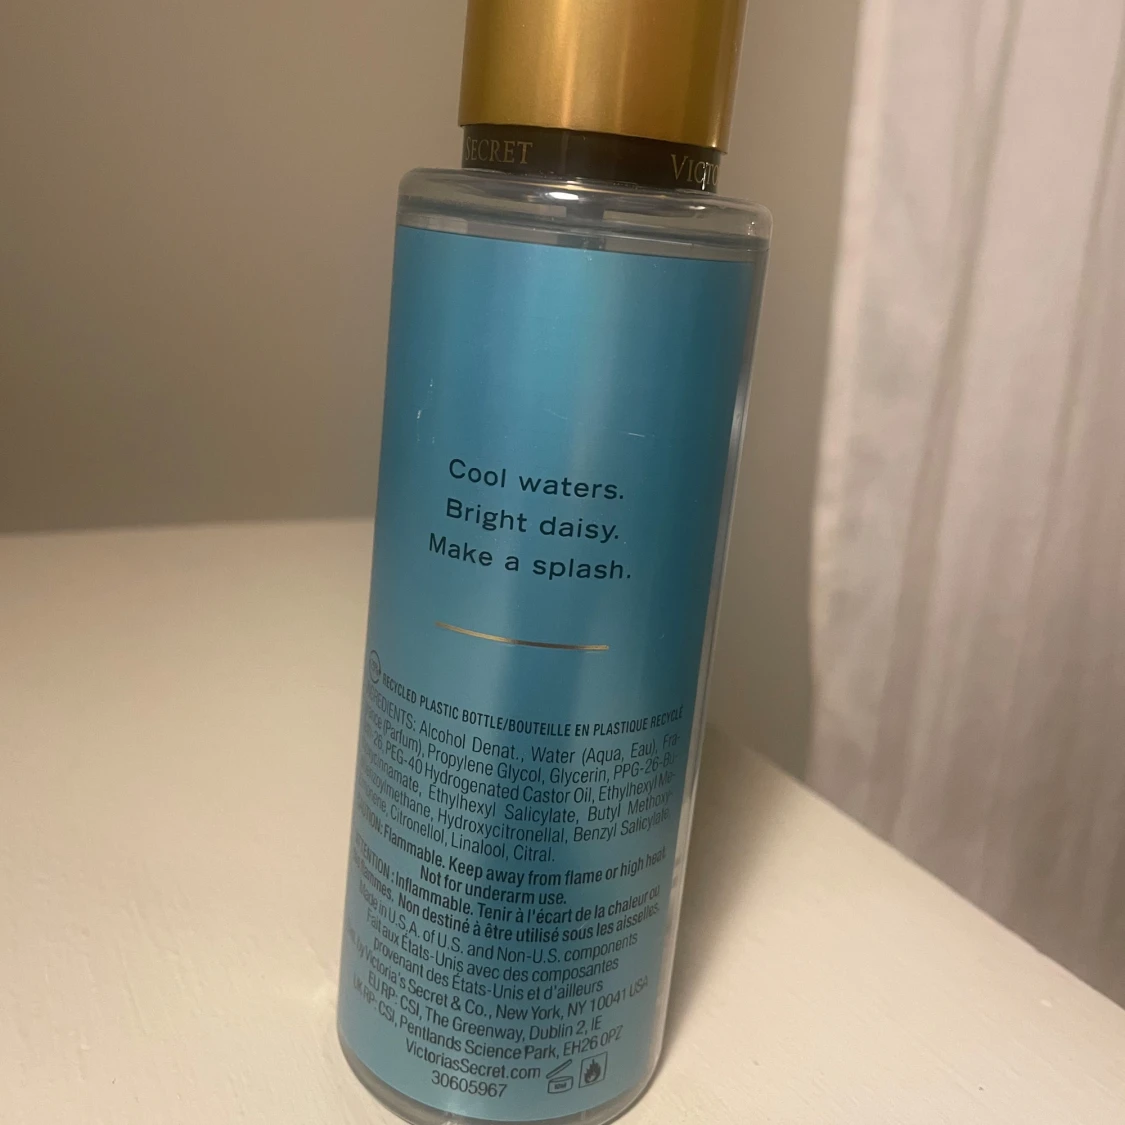 SECRET VICTO
Cool waters.
Bright daisy.
Make a splash.
RECYCLED PLASTIC BOTTLE/BOUTEILLE EN PLASTIQUE RECYCLÉ
INGREDIENTS: Alcohol Denat., Water (Aqua, Eau), Fra-
(Parfum), Propylene Glycol, Glycerin, PPG-26-Bu-
26, PEG-40 Hydrogenated Castor Oil, Ethylhexyl Me-
Ethylhexyl Salicylate, Butyl Methoxy-
Hydroxycitronellal, Benzyl Salicylate,
Citronellol, Linalool, Citral.
Flammable. Keep away from flame or high heat
Not for underarm use.
ATTENTION : Inflammable. Tenir à l'écart de la chaleur ou
flammes. Non destiné à être utilisé sous les aisselles.
Made in U.S.A. of U.S. and Non-U.S. components
Fait aux États-Unis avec des composantes
provenant des États-Unis et d'ailleurs
by Victoria's Secret & Co., New York, NY 10041 USA
EU RP: CSI, The Greenway, Dublin 2, IE
UK RP: CSI, Pentlands Science Park, EH26 0PZ
VictoriasSecret.com
30605967